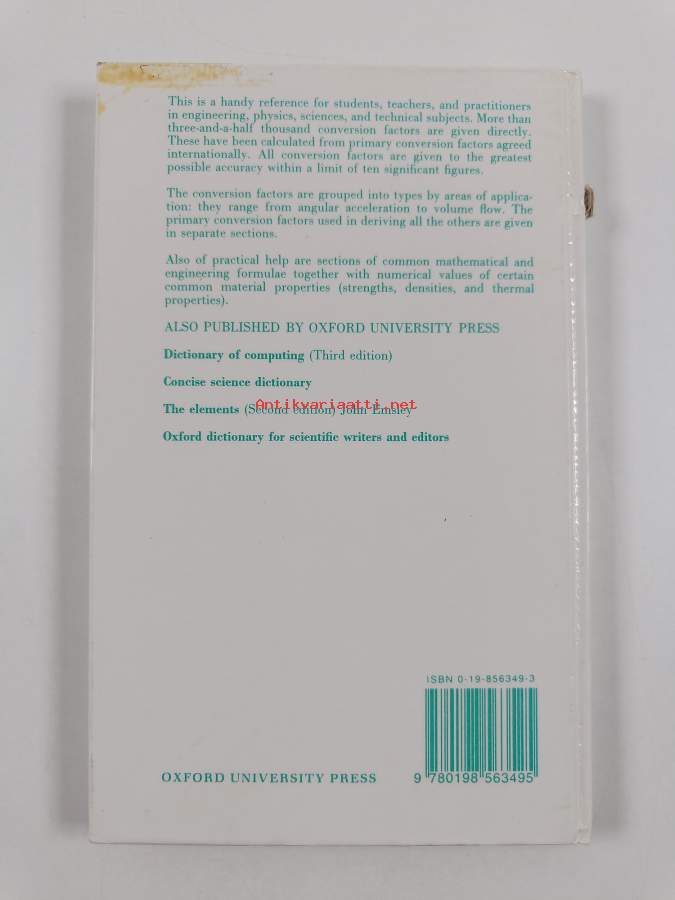 This is a handy reference for students, teachers, and practitioners
in engineering, physics, sciences, and technical subjects. More than
three-and-a-half thousand conversion factors are given directly.
These have been calculated from primary conversion factors agreed
internationally. All conversion factors are given to the greatest
possible accuracy within a limit of ten significant figures.
The conversion factors are grouped into types by areas of applica-
tion: they range from angular acceleration to volume flow. The
primary conversion factors used in deriving all the others are given
in separate sections.
Also of practical help are sections of common mathematical and
engineering formulae together with numerical values of certain
common material properties (strengths, densities, and thermal
properties).
ALSO PUBLISHED BY OXFORD UNIVERSITY PRESS
Dictionary of computing (Third edition)
Concise science dictionary
Antikvariaatti.net
The elements (Second edition) John Emsley
Oxford dictionary for scientific writers and editors
ISBN 0-19-856349-3
OXFORD UNIVERSITY PRESS
9 780198 563495